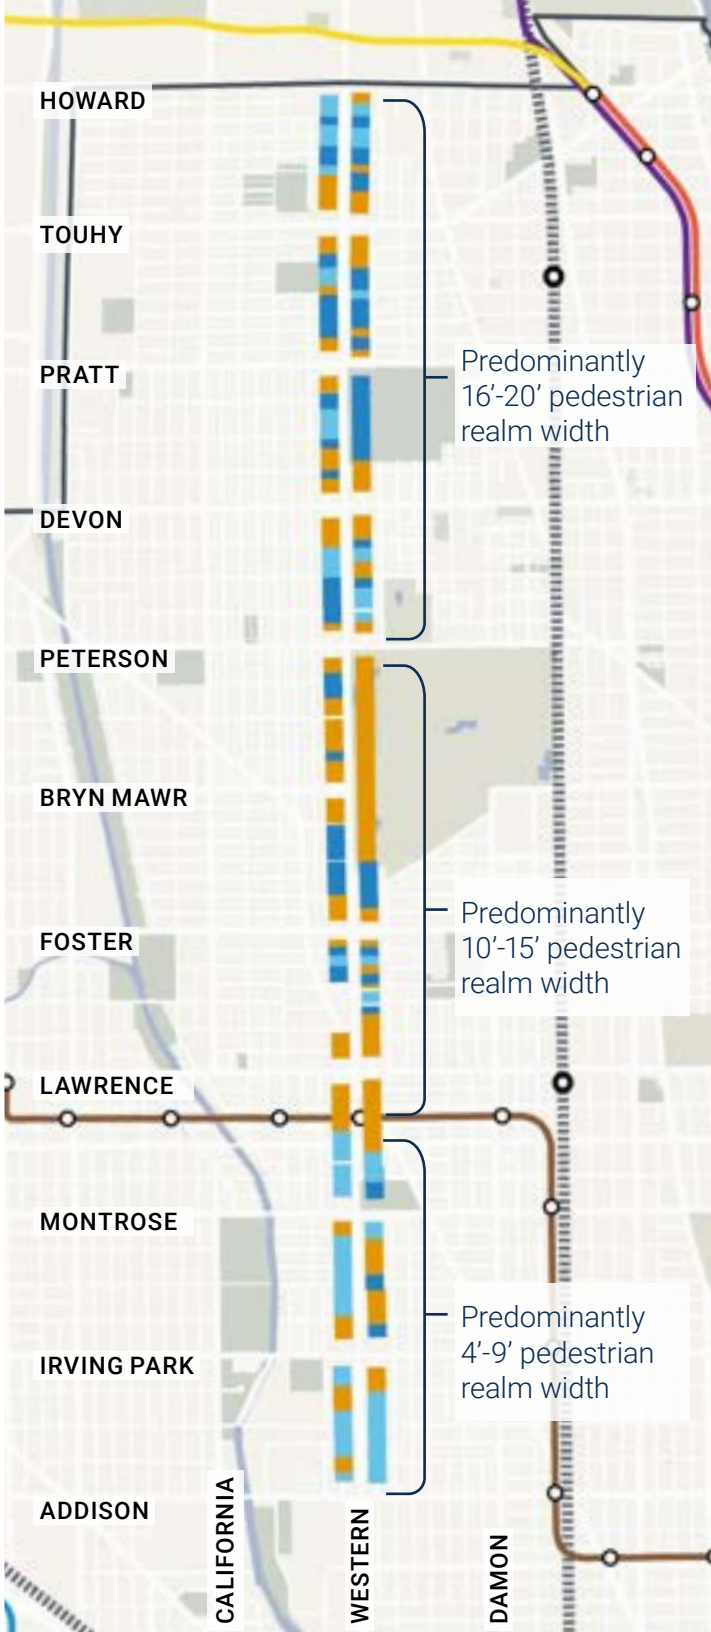 HOWARD
TOUHY
PRATT
Predominantly
16’-20’ pedestrian
realm width
DEVON
PETERSON
BRYN MAWR
FOSTER
Predominantly
10’-15’ pedestrian
realm width
LAWRENCE
MONTROSE
Predominantly
4’-9’ pedestrian
realm width
IRVING PARK
ADDISON
CALIFORNIA
WESTERN
DAMON